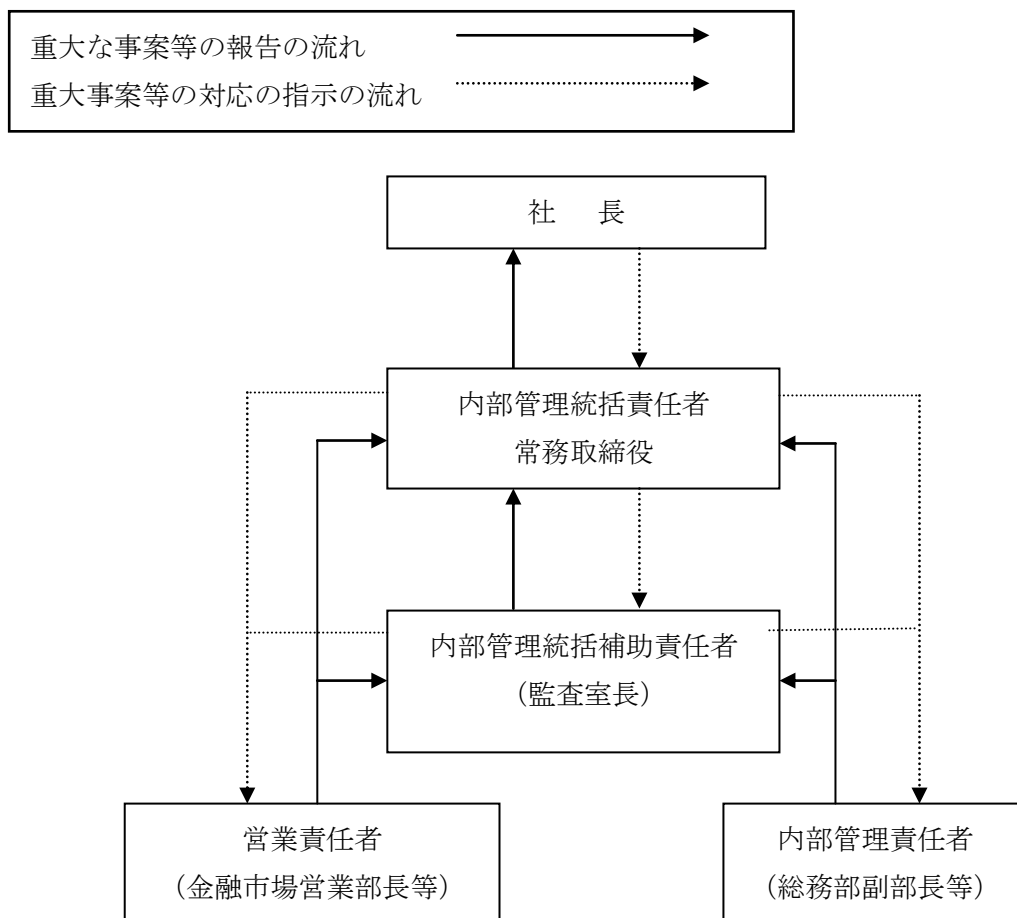 重大な事案等の報告の流れ
重大事案等の対応の指示の流れ
社　長
内部管理統括責任者
常務取締役
内部管理統括補助責任者
（監査室長）
営業責任者
（金融市場営業部長等）
内部管理責任者
（総務部副部長等）